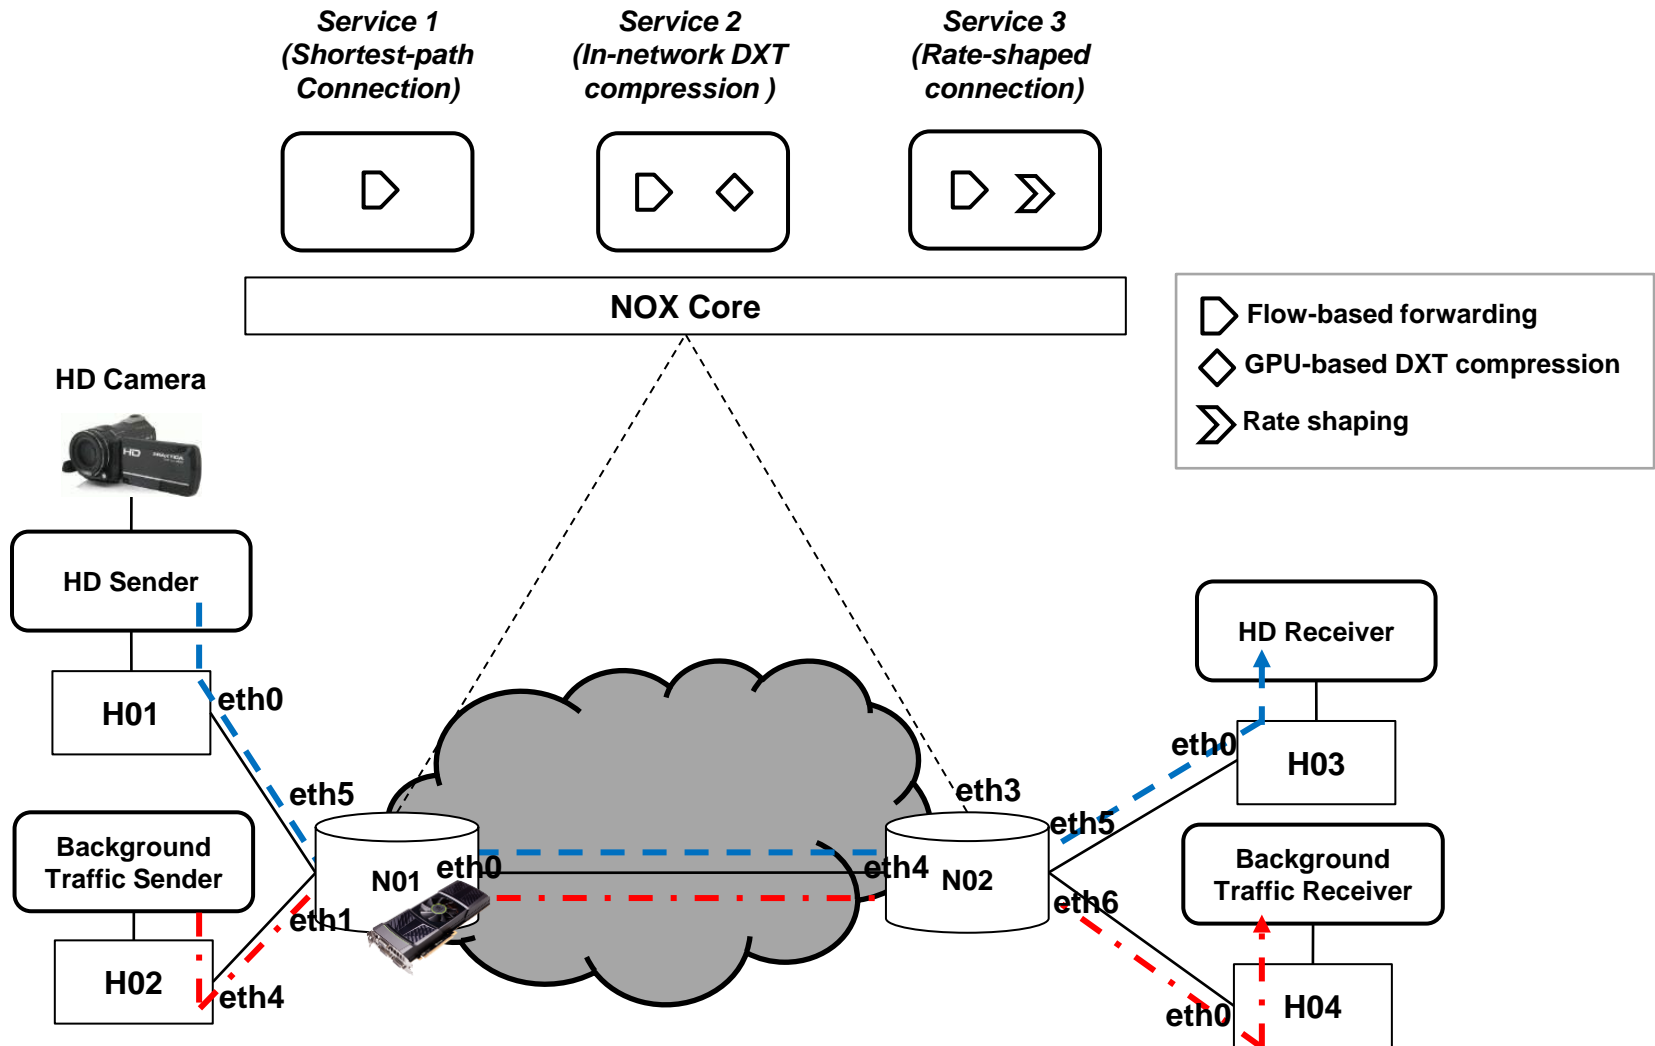 Service 1
(Shortest-path
Connection)
Service 2
(In-network DXT
compression )
Service 3
(Rate-shaped
connection)
NOX Core
Flow-based forwarding
GPU-based DXT compression
Rate shaping
HD Camera
HD
PRAKTICA
HD Sender
H01
eth0
eth5
Background
Traffic Sender
H02
eth4
eth1
N01
eth0
eth4
eth3
N02
eth5
eth6
HD Receiver
eth0
H03
Background
Traffic Receiver
eth0
H04